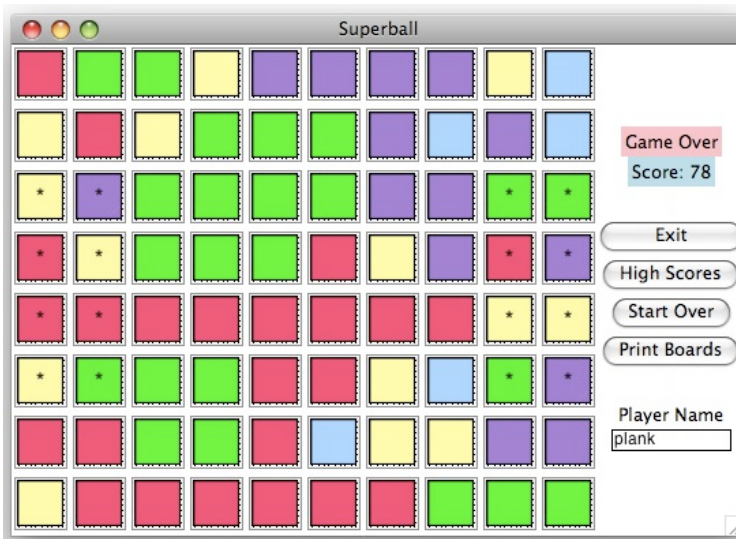 Superball
Game Over
Score: 78
* * * *
* * * *
* * * *
* * * *
Exit
High Scores
Start Over
Print Boards
Player Name
plank